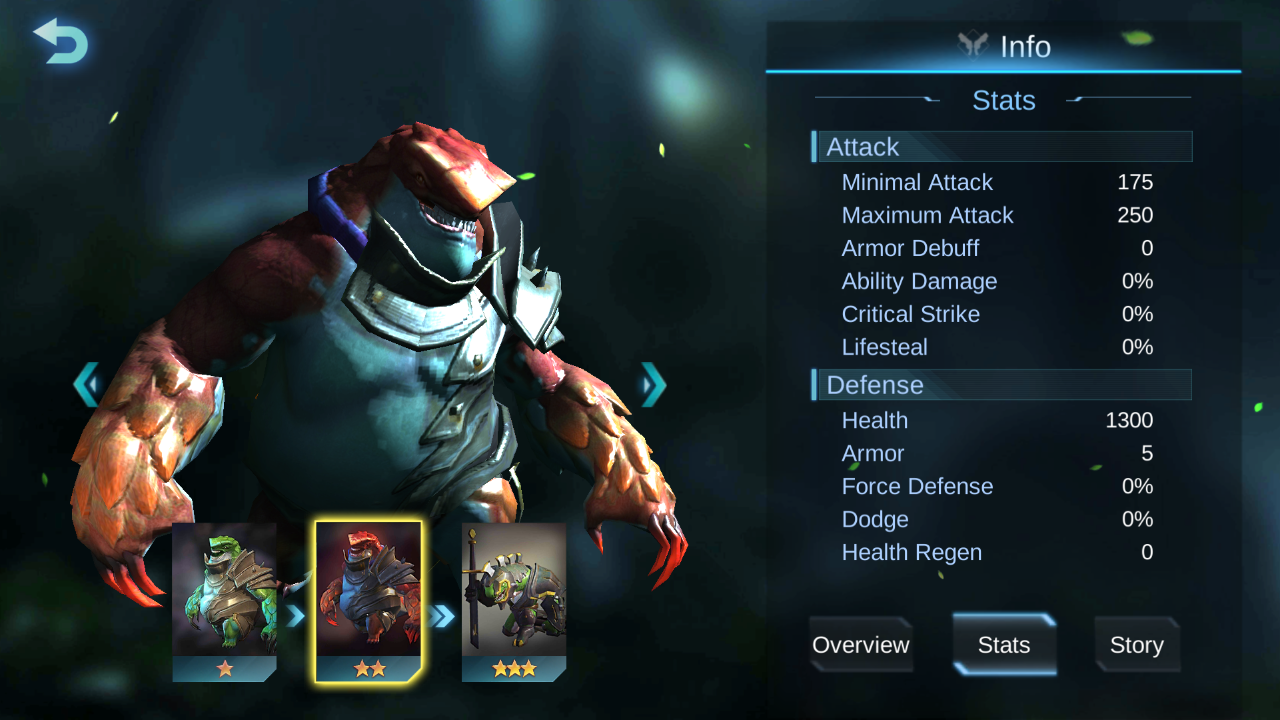 Info
Stats
Attack
Minimal Attack 175
Maximum Attack 250
Armor Debuff 0
Ability Damage 0%
Critical Strike 0%
Lifesteal 0%
Defense
Health 1300
Armor 5
Force Defense 0%
Dodge 0%
Health Regen 0
Overview Stats Story